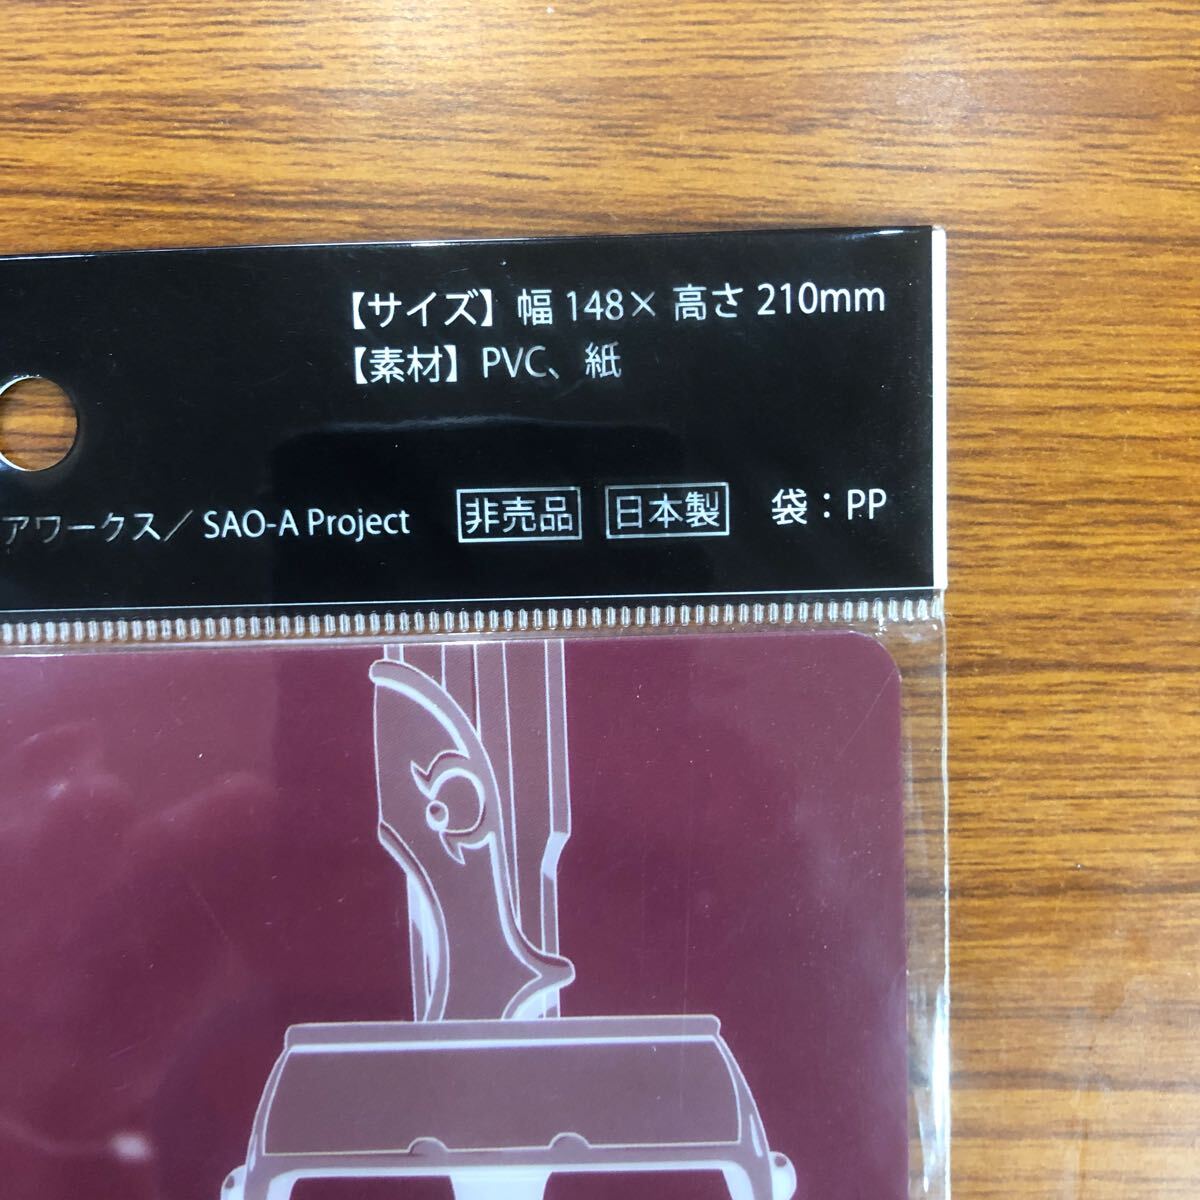 【サイズ】幅 148× 高さ 210mm
【素材】PVC、紙
アワークス／ SAO-A Project 非売品 日本製 袋：PP